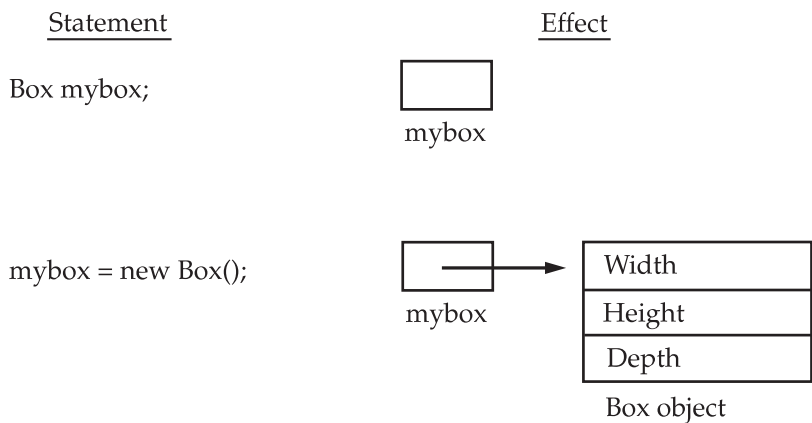 Statement Effect
Box mybox;
mybox
mybox = new Box();
mybox
Width
Height
Depth
Box object